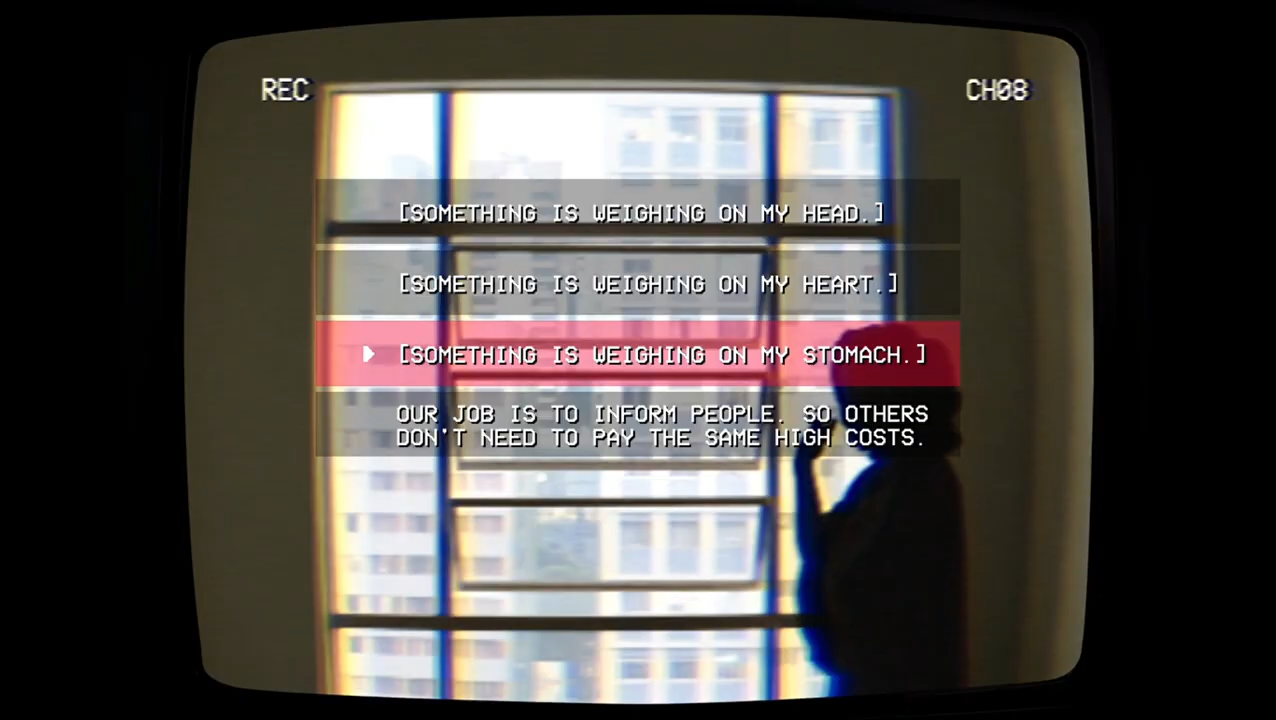 REC
CH08
[SOMETHING IS WEIGHING ON MY HEAD.]
[SOMETHING IS WEIGHING ON MY HEART.]
[SOMETHING IS WEIGHING ON MY STOMACH.]
OUR JOB IS TO INFORM PEOPLE. SO OTHERS
DON'T NEED TO PAY THE SAME HIGH COSTS.